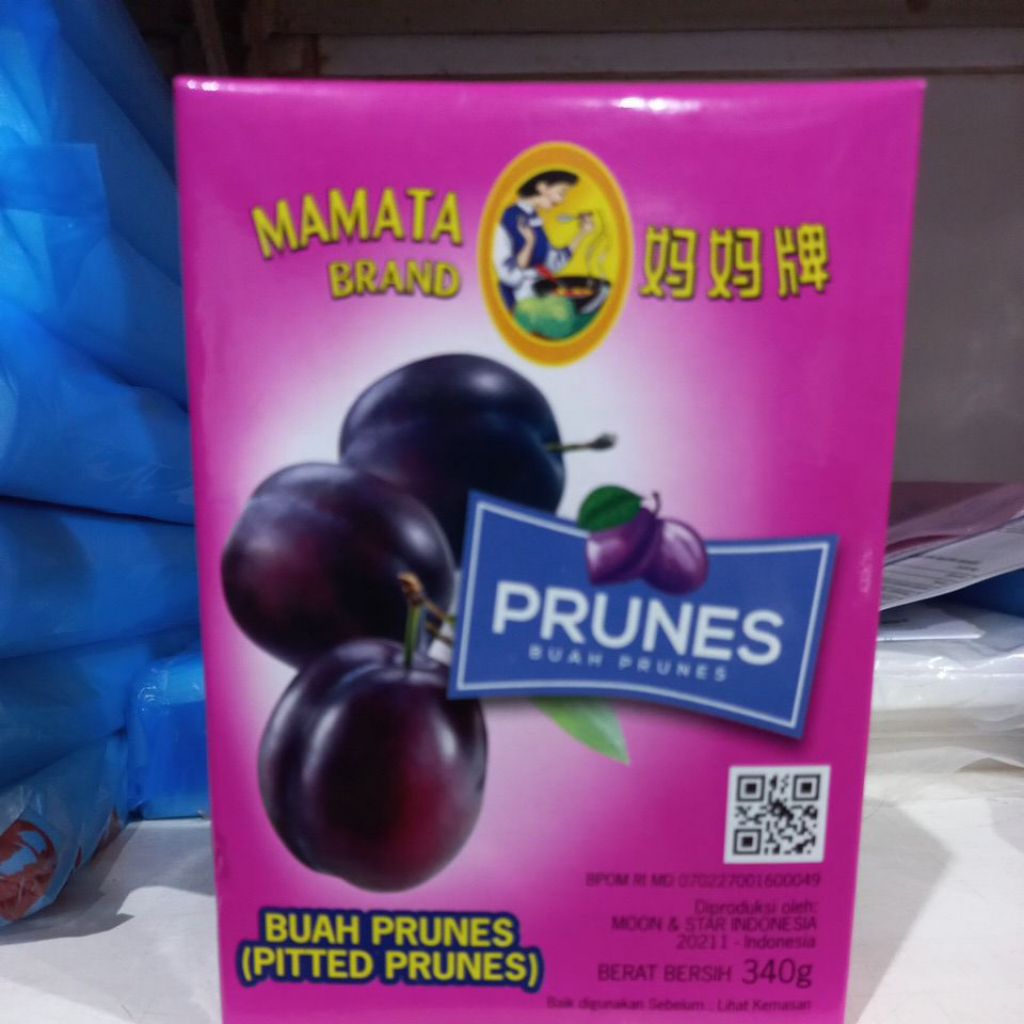 MAMATA
BRAND
妈妈牌
PRUNES
BUAH PRUNES
BUAH PRUNES
(PITTED PRUNES)
BPOM RI MD 070227001600049
Diproduksi oleh:
MOON & STAR INDONESIA
20211 - Indonesia
BERAT BERSIH 340g
Baik digunakan Sebelum : Lihat Kemasan